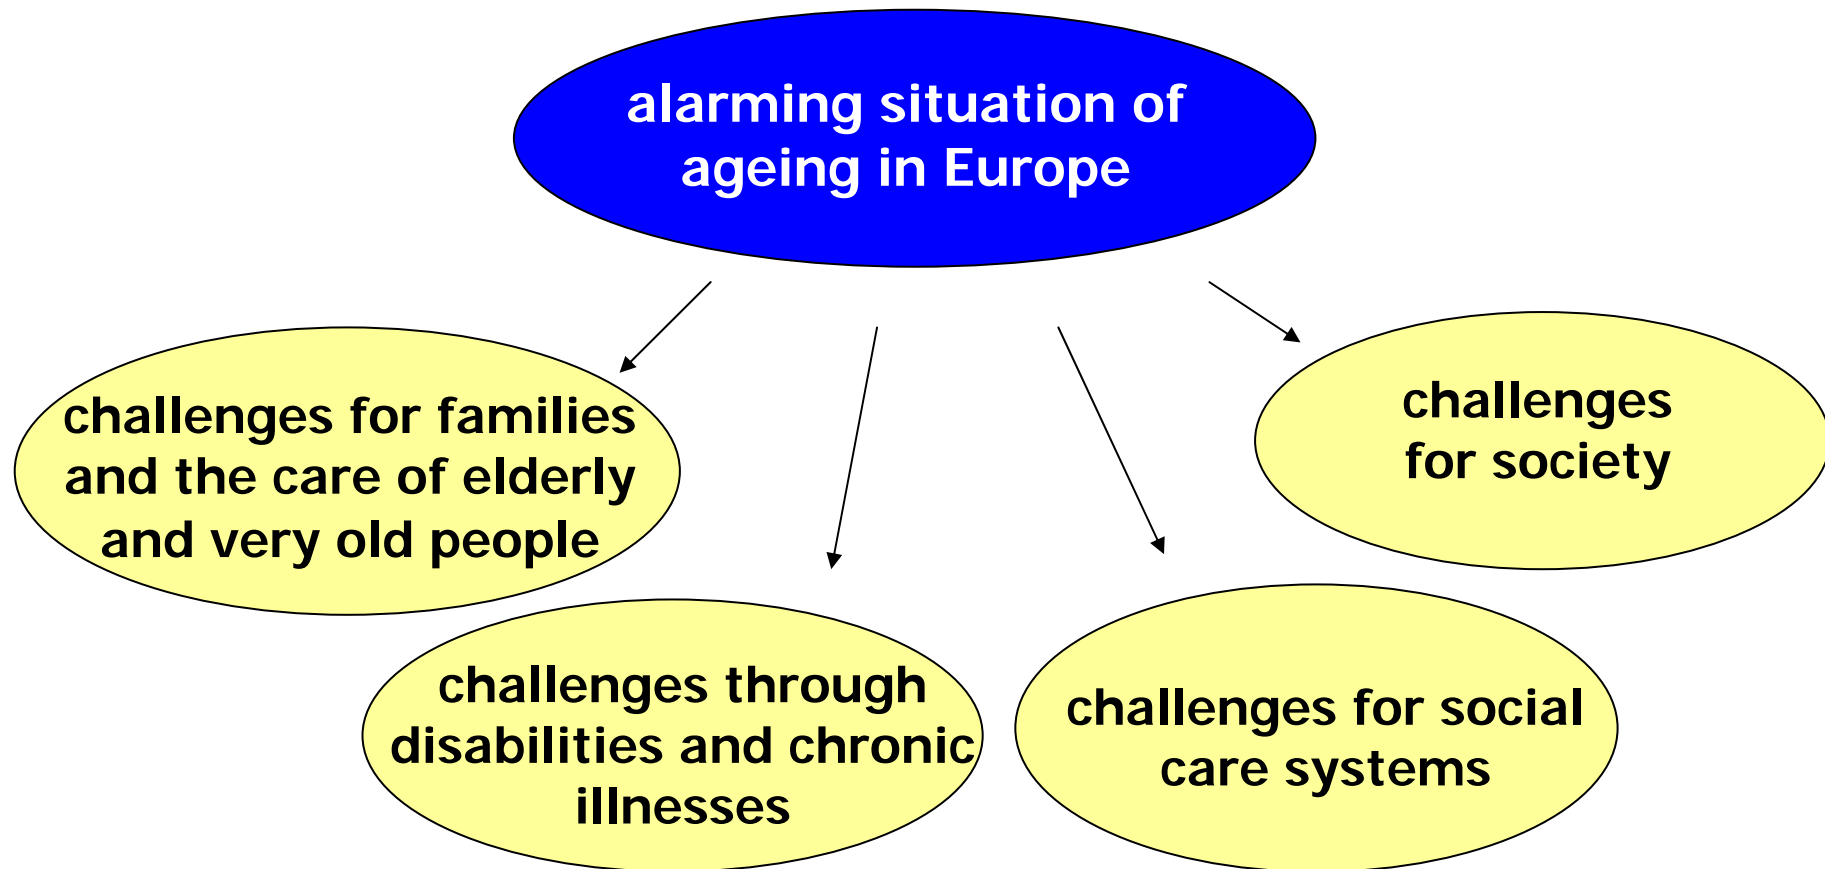 alarming situation of
ageing in Europe
challenges for families
and the care of elderly
and very old people
challenges
for society
challenges through
disabilities and chronic
illnesses
challenges for social
care systems